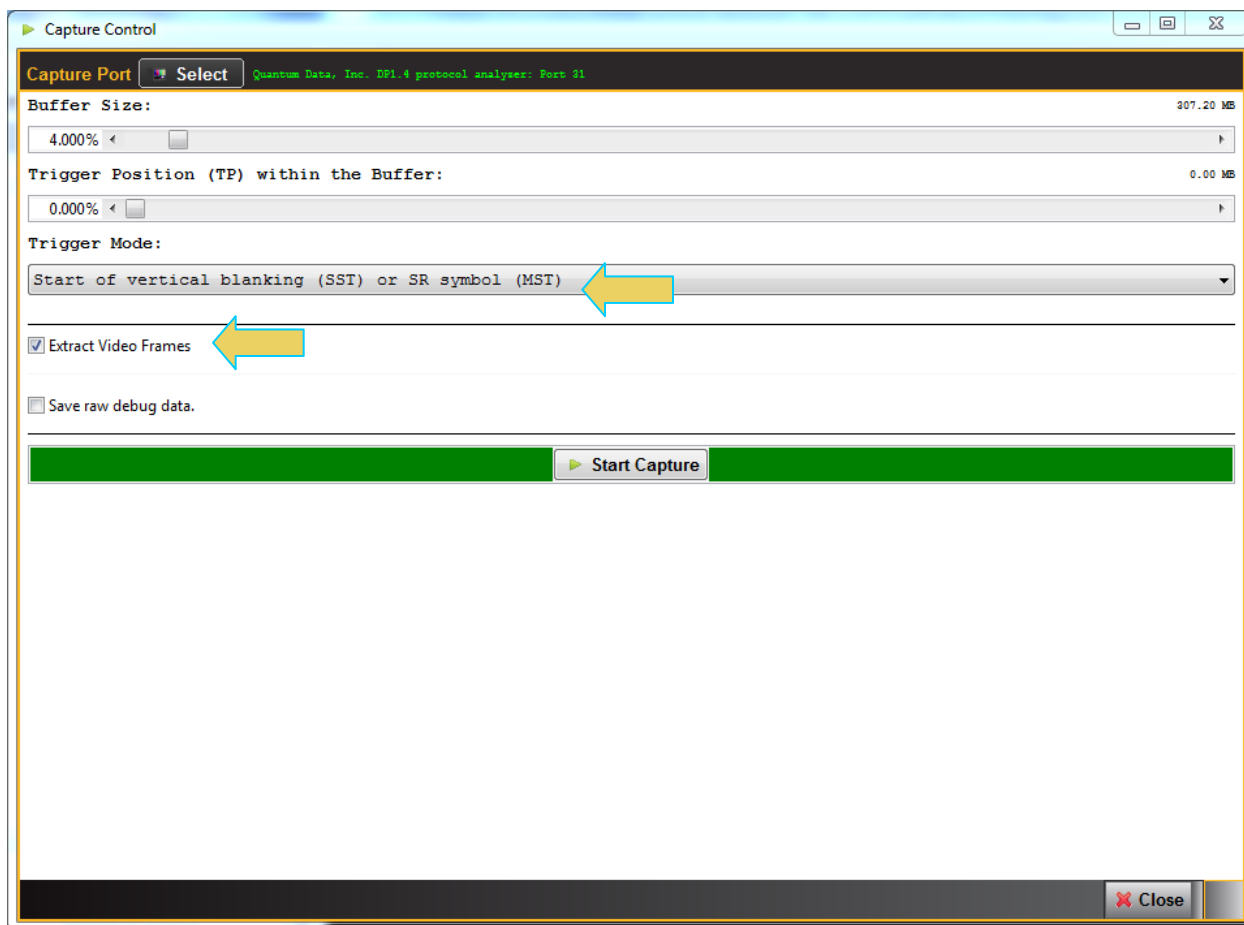 Capture Control
Capture Port Select Quantum Data, Inc. DP1.4 protocol analyzer: Port 31
Buffer Size: 307.20 MB
4.000%
Trigger Position (TP) within the Buffer: 0.00 MB
0.000%
Trigger Mode:
Start of vertical blanking (SST) or SR symbol (MST)
Extract Video Frames
Save raw debug data.
Start Capture
Close